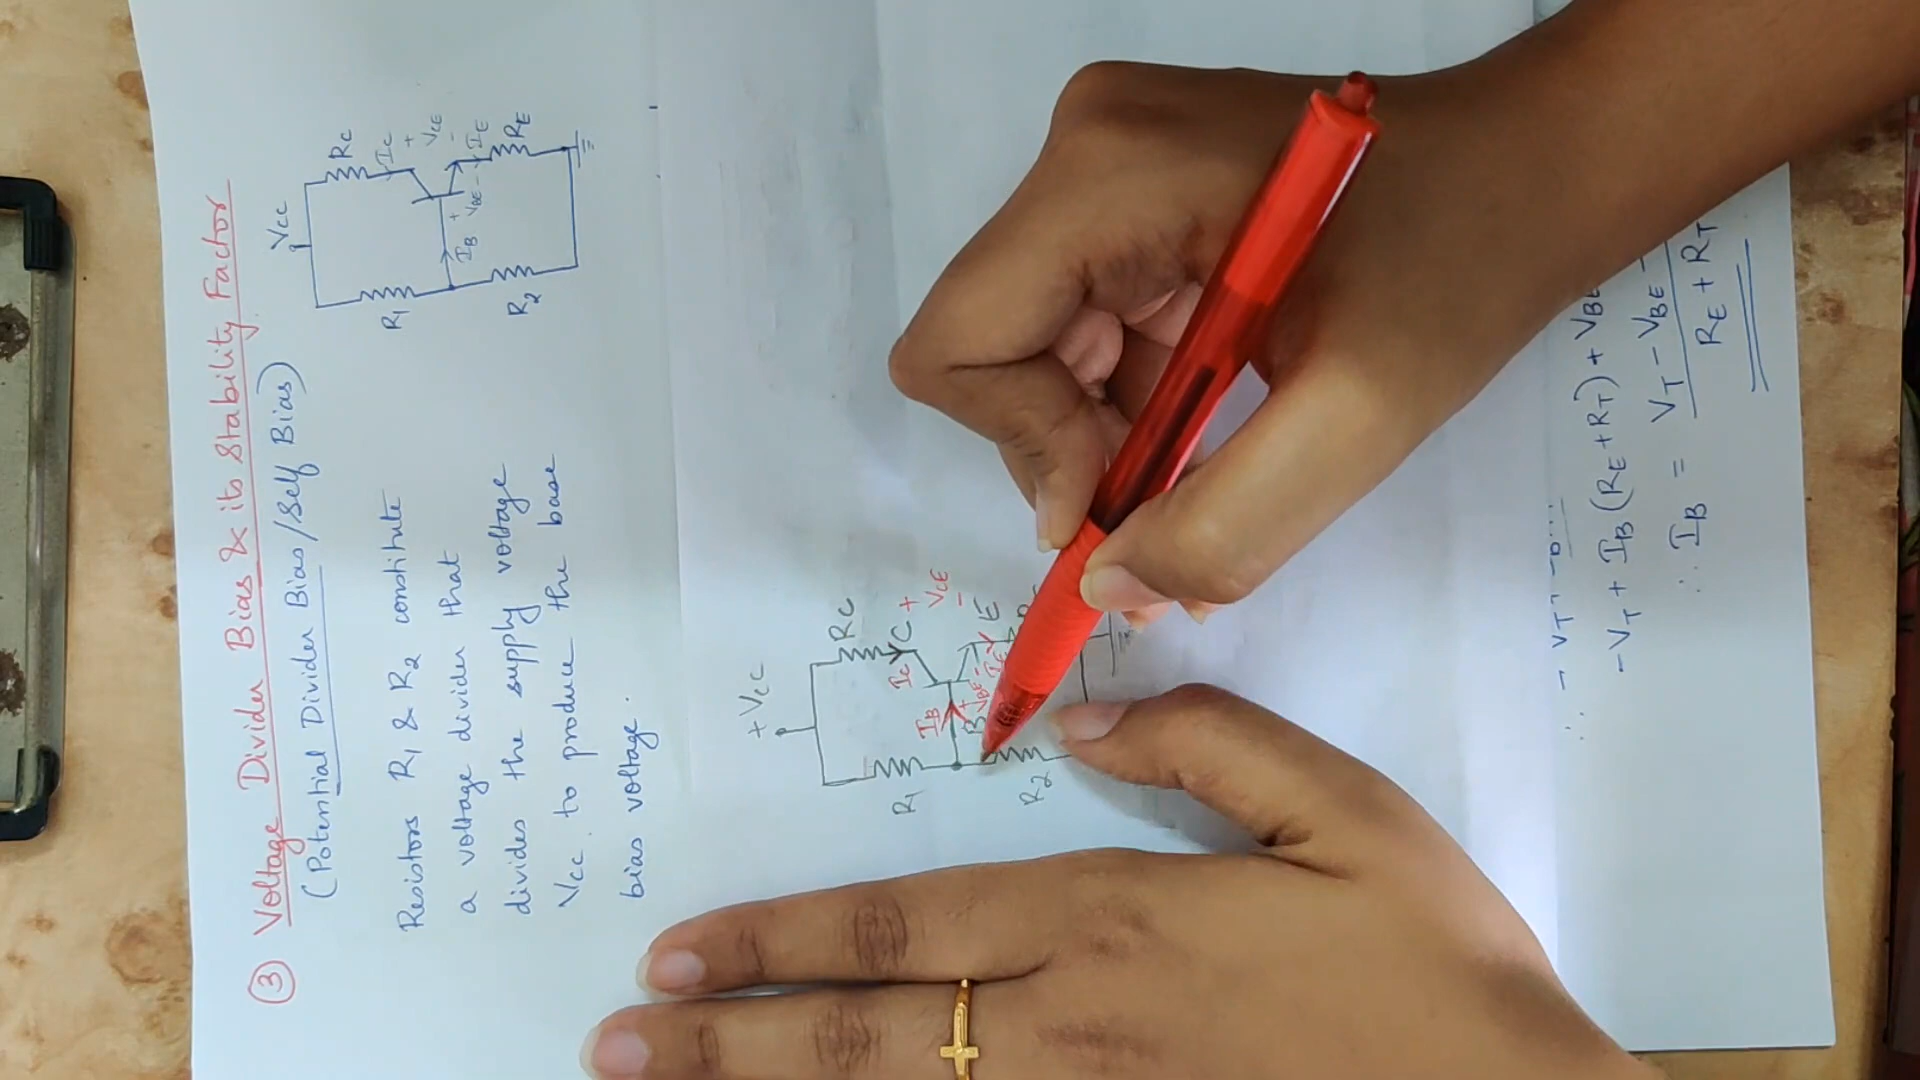 ③ Voltage Divider Bias & its Stability Factor
(Potential Divider Bias/Self Bias)
Resistors R1 & R2 constitute
a voltage divider that
divides the supply voltage
Vcc to produce the base
bias voltage.
Vcc
RC
IC
+
VCE
-
R1
IB
+
VBE -
IE
RE
R2
+VCC
RC
IC
C +
VCE
-
R1
IB
B
+
VBE -
IE
E
R2
∴ - VT
-VT + IB (RE + RT) + VBE
∴ IB = VT - VBE -
RE + RT